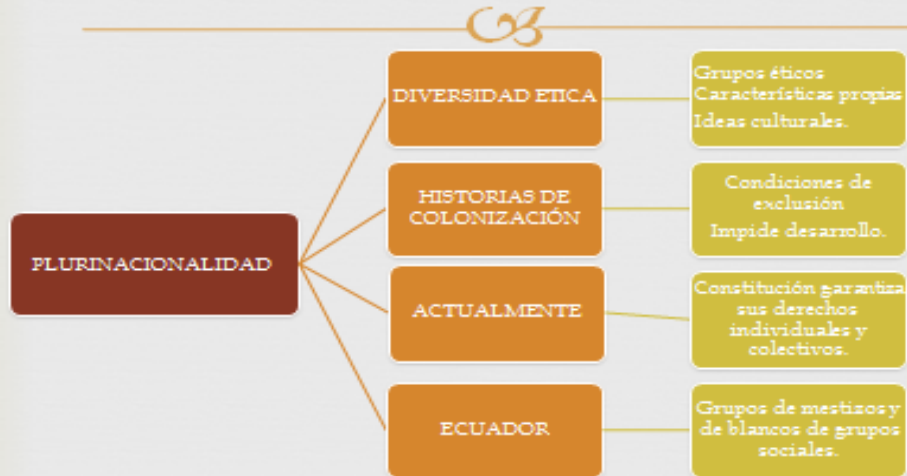 PLURINACIONALIDAD
DIVERSIDAD ETICA
Grupos éticos
Características propias
Ideas culturales.
HISTORIAS DE
COLONIZACIÓN
Condiciones de
exclusión
Impide desarrollo.
ACTUALMENTE
Constitución garantiza
sus derechos
individuales y
colectivos.
ECUADOR
Grupos de mestizos y
de blancos de grupos
sociales.